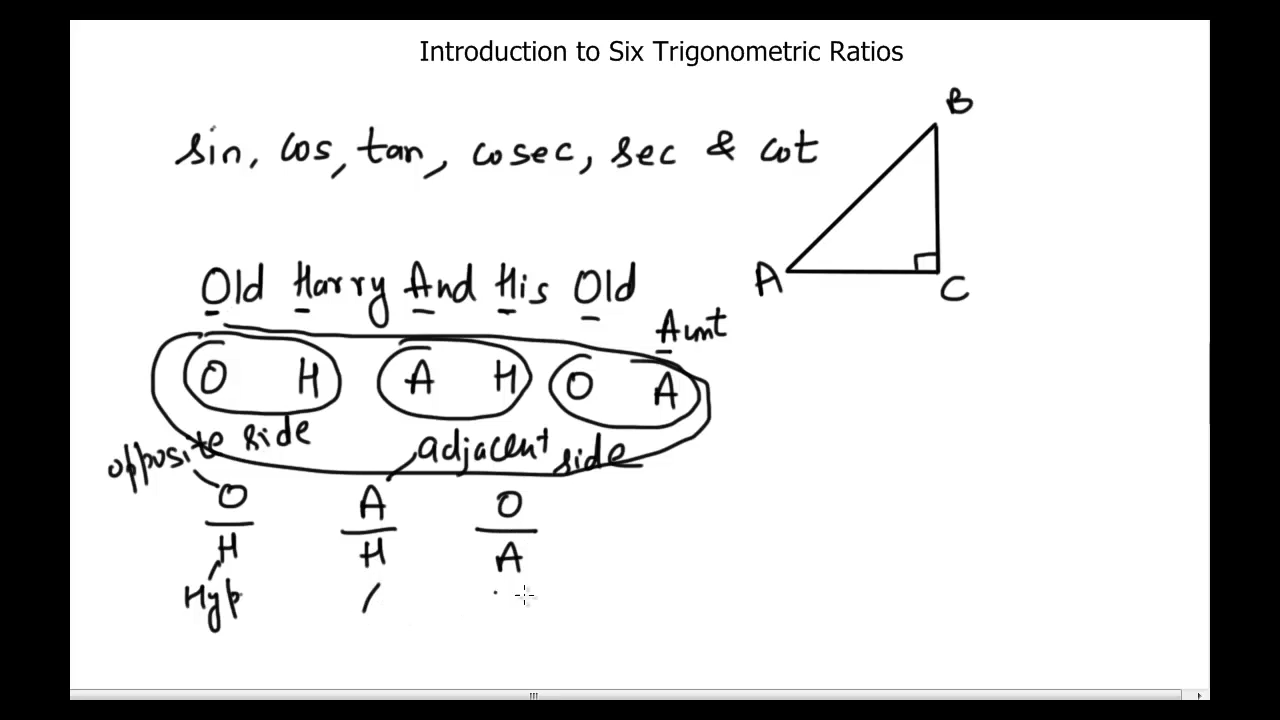 Introduction to Six Trigonometric Ratios
B
sin, cos, tan, cosec, sec & cot
A
C
Old Harry And His Old
Aunt
O H A H O A
opposite side
adjacent side
O A O
H H A
Hyp